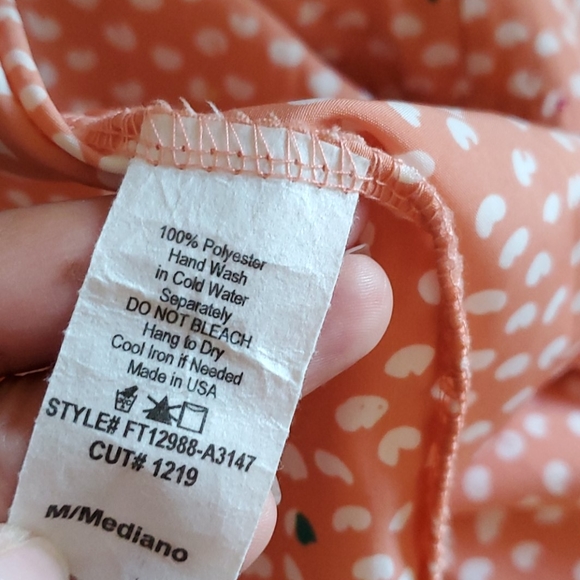 100% Polyester
Hand Wash
in Cold Water
Separately
DO NOT BLEACH
Hang to Dry
Cool Iron if Needed
Made in USA
STYLE# FT12988-A3147
CUT# 1219
M/Mediano